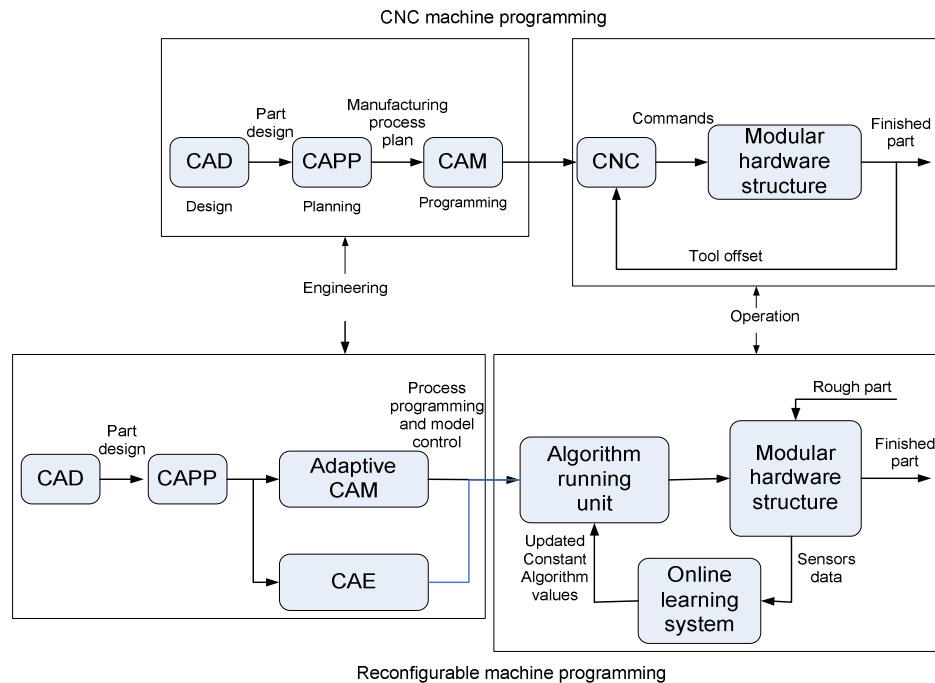 CNC machine programming
Part
design
Manufacturing
process
plan
CAD
CAPP
CAM
Design
Planning
Programming
Commands
CNC
Modular
hardware
structure
Finished
part
Tool offset
Engineering
Operation
Part
design
Process
programming
and model
control
CAD
CAPP
Adaptive
CAM
CAE
Rough part
Algorithm
running
unit
Modular
hardware
structure
Finished
part
Updated
Constant
Algorithm
values
Online
learning
system
Sensors
data
Reconfigurable machine programming